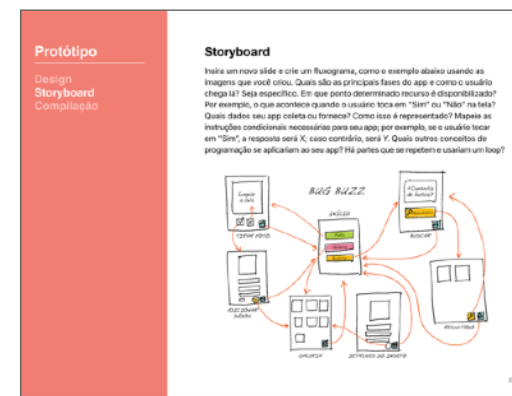 Protótipo
Design
Storyboard
Compilação
Storyboard
Insira um novo slide e crie um fluxograma, como o exemplo abaixo usando as
imagens que você criou. Quais são as principais fases do app e como o usuário
chega lá? Seja específico. Em que ponto determinado recurso é disponibilizado?
Por exemplo, o que acontece quando o usuário toca em "Sim" ou "Não" na tela?
Quais dados seu app coleta ou fornece? Como isso é representado? Mapeie as
instruções condicionais necessárias para seu app; por exemplo, se o usuário tocar
em "Sim", a resposta será X; caso contrário, será Y. Quais outros conceitos de
programação se aplicariam ao seu app? Há partes que se repetem e usariam um loop?
BUG BUZZ
INÍCIO
TIRAR FOTO
BUSCAR
GALERIA
DETALHES DO INSETO